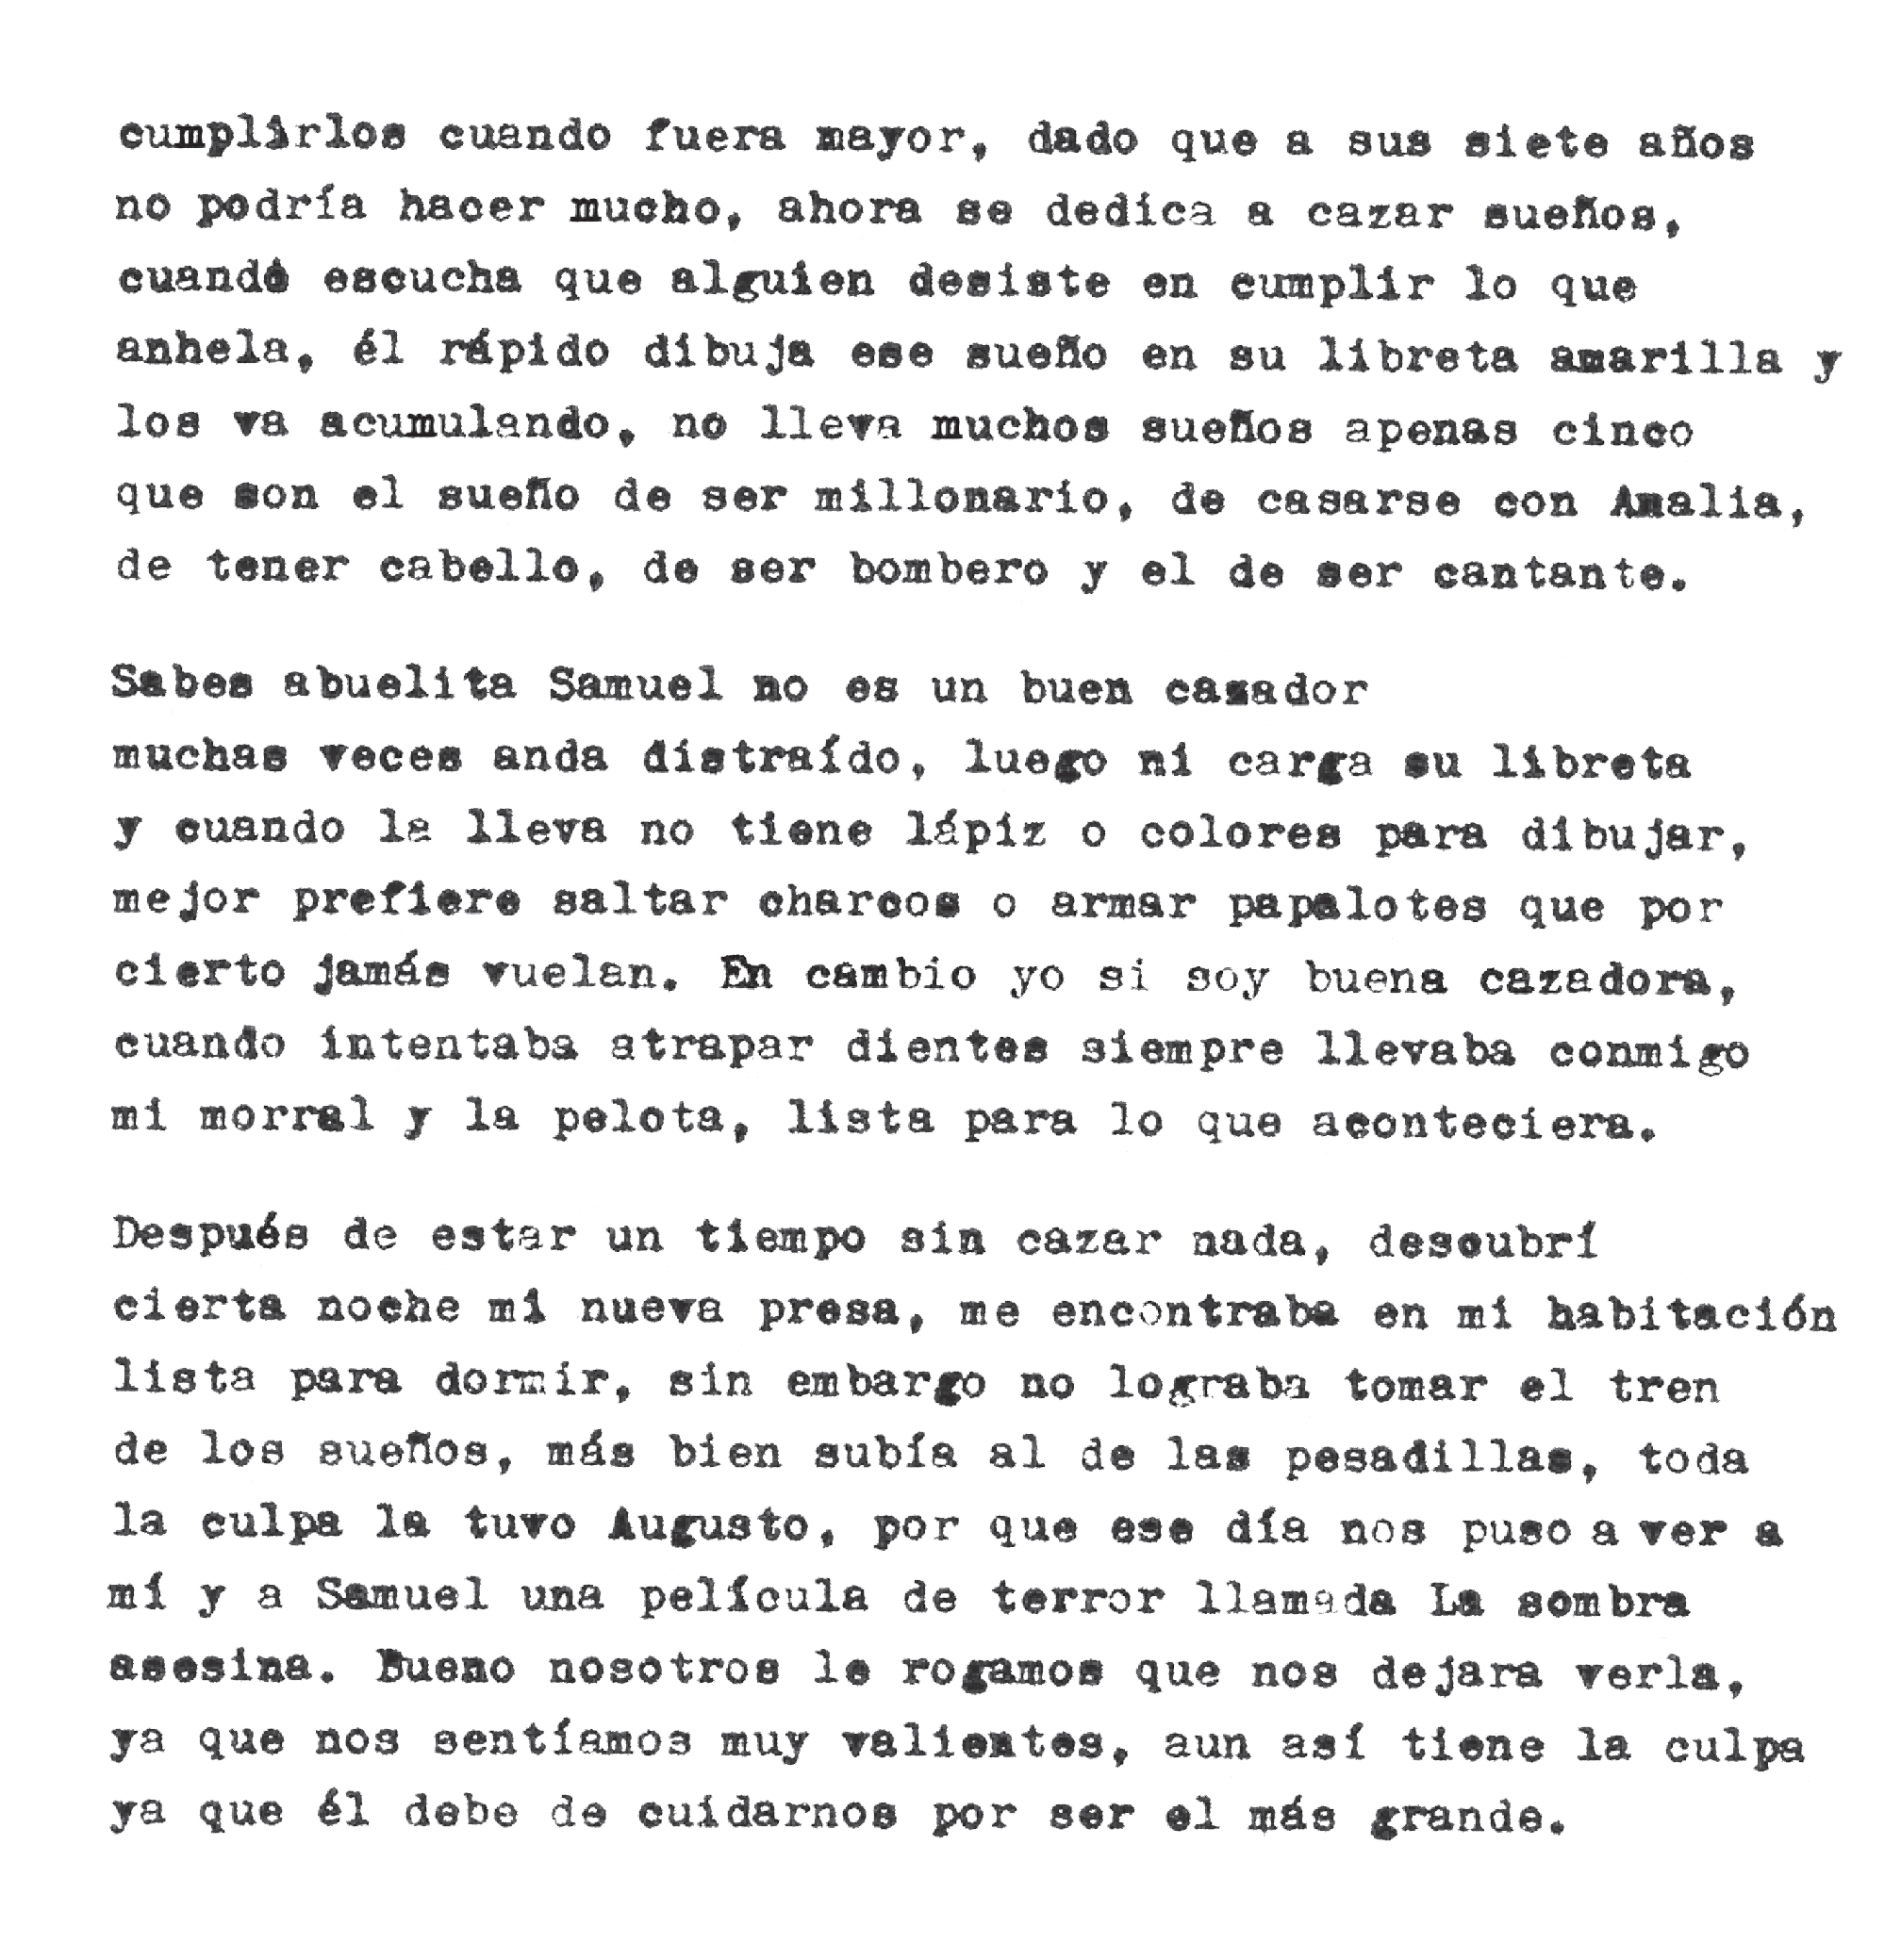 cumplirlos cuando fuera mayor, dado que a sus siete años
no podría hacer mucho, ahora se dedica a cazar sueños,
cuando escucha que alguien desiste en cumplir lo que
anhela, él rápido dibuja ese sueño en su libreta amarilla y
los va acumulando, no lleva muchos sueños apenas cinco
que son el sueño de ser millonario, de casarse con Amalia,
de tener cabello, de ser bombero y el de ser cantante.
Sabes abuelita Samuel no es un buen cazador
muchas veces anda distraído, luego ni carga su libreta
y cuando la lleva no tiene lápiz o colores para dibujar,
mejor prefiere saltar charcos o armar papalotes que por
cierto jamás vuelan. En cambio yo si soy buena cazadora,
cuando intentaba atrapar dientes siempre llevaba conmigo
mi morral y la pelota, lista para lo que aconteciera.
Después de estar un tiempo sin cazar nada, descubrí
cierta noche mi nueva presa, me encontraba en mi habitación
lista para dormir, sin embargo no lograba tomar el tren
de los sueños, más bien subía al de las pesadillas, toda
la culpa la tuvo Augusto, por que ese día nos puso a ver a
mí y a Samuel una película de terror llamada La sombra
asesina. Bueno nosotros le rogamos que nos dejara verla,
ya que nos sentíamos muy valientes, aun así tiene la culpa
ya que él debe de cuidarnos por ser el más grande.